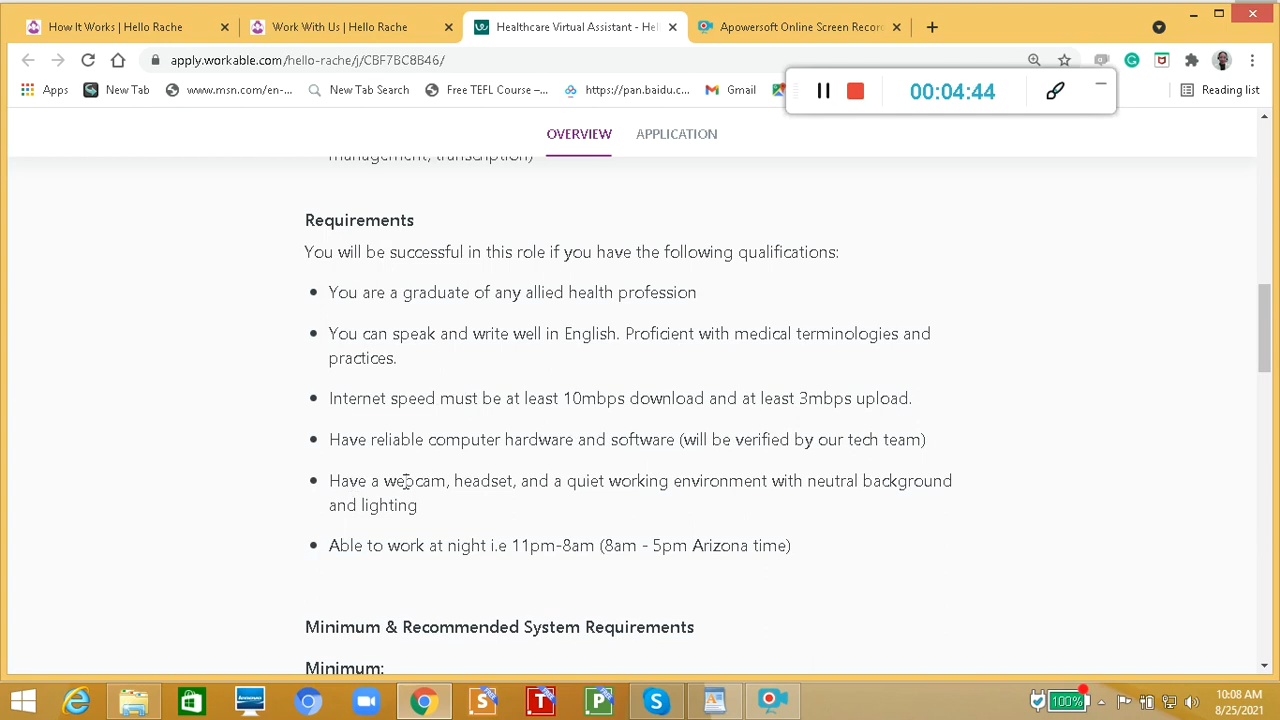 How It Works | Hello Rache
Work With Us | Hello Rache
Healthcare Virtual Assistant - Hel
Apowersoft Online Screen Record
apply.workable.com/hello-rache/j/CBF7BC8B46/
Apps
New Tab
www.msn.com/en-...
New Tab Search
Free TEFL Course –...
https://pan.baidu.c...
Gmail
00:04:44
Reading list
OVERVIEW
APPLICATION
management, transcription)
Requirements
You will be successful in this role if you have the following qualifications:
• You are a graduate of any allied health profession
• You can speak and write well in English. Proficient with medical terminologies and
practices.
• Internet speed must be at least 10mbps download and at least 3mbps upload.
• Have reliable computer hardware and software (will be verified by our tech team)
• Have a webcam, headset, and a quiet working environment with neutral background
and lighting
• Able to work at night i.e 11pm-8am (8am - 5pm Arizona time)
Minimum & Recommended System Requirements
Minimum:
lenovo
S
T
P
S
100%
10:08 AM
8/25/2021